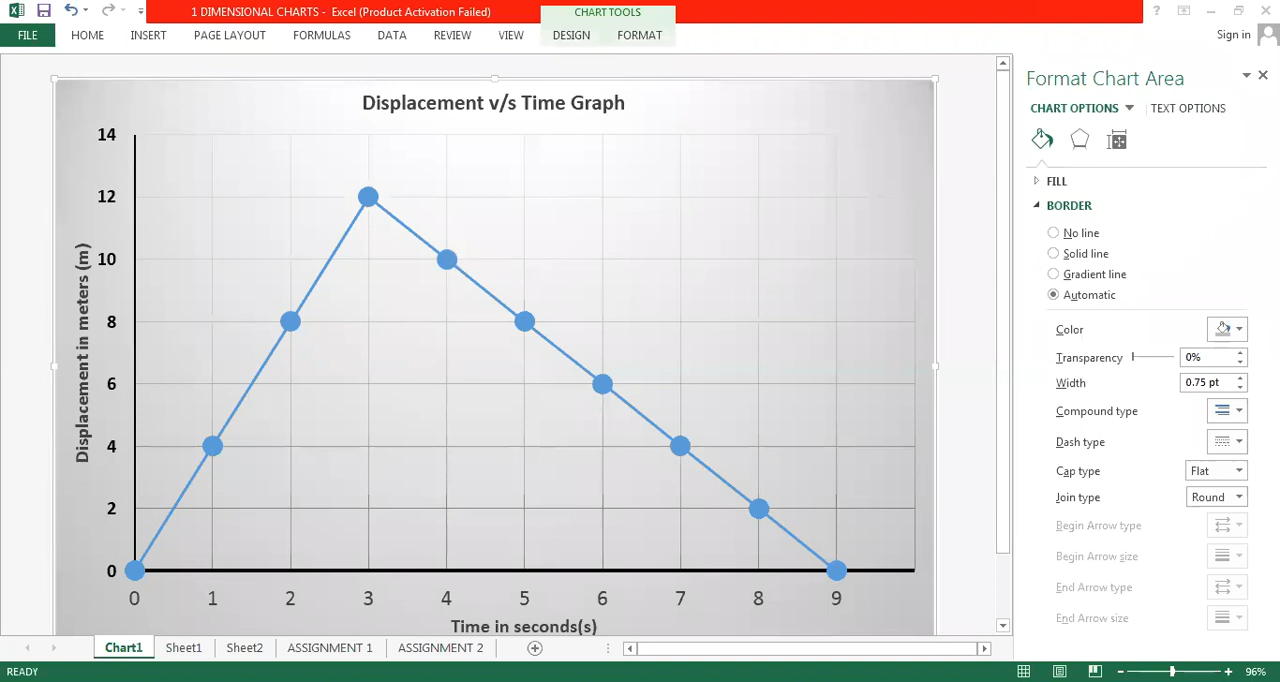 1 DIMENSIONAL CHARTS - Excel (Product Activation Failed)
CHART TOOLS
?
FILE HOME INSERT PAGE LAYOUT FORMULAS DATA REVIEW VIEW DESIGN FORMAT
Sign in
Displacement v/s Time Graph
14
12
10
8
6
4
2
0
Displacement in meters (m)
0 1 2 3 4 5 6 7 8 9
Time in seconds(s)
Format Chart Area
CHART OPTIONS TEXT OPTIONS
FILL
BORDER
No line
Solid line
Gradient line
Automatic
Color
Transparency 0%
Width 0.75 pt
Compound type
Dash type
Cap type Flat
Join type Round
Begin Arrow type
Begin Arrow size
End Arrow type
End Arrow size
Chart1 Sheet1 Sheet2 ASSIGNMENT 1 ASSIGNMENT 2
READY
96%